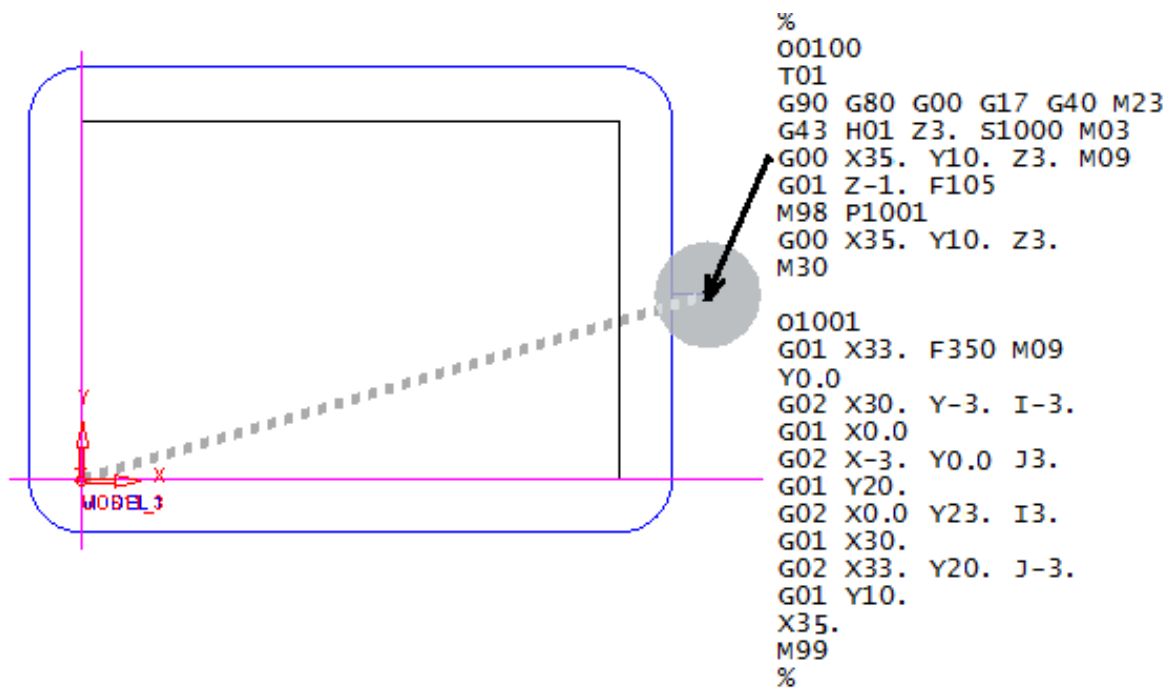 %
O0100
T01
G90 G80 G00 G17 G40 M23
G43 H01 Z3. S1000 M03
G00 X35. Y10. Z3. M09
G01 Z-1. F105
M98 P1001
G00 X35. Y10. Z3.
M30
O1001
G01 X33. F350 M09
Y0.0
G02 X30. Y-3. I-3.
G01 X0.0
G02 X-3. Y0.0 J3.
G01 Y20.
G02 X0.0 Y23. I3.
G01 X30.
G02 X33. Y20. J-3.
G01 Y10.
X35.
M99
%
Y
X